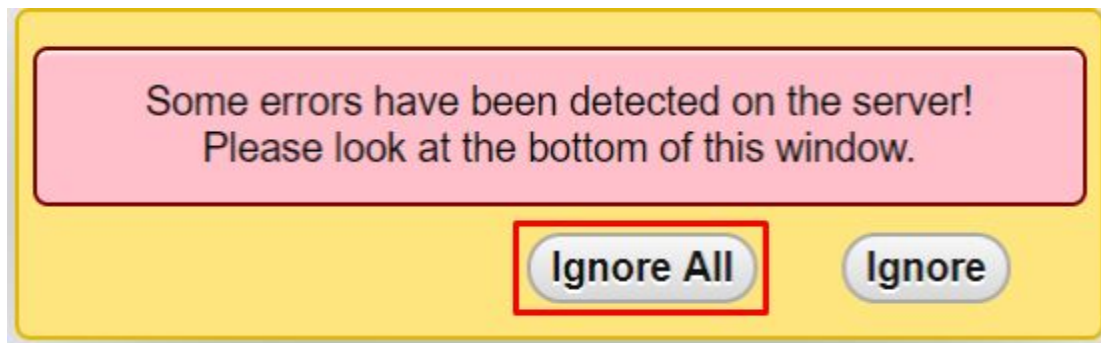 Some errors have been detected on the server!
Please look at the bottom of this window.
Ignore All Ignore